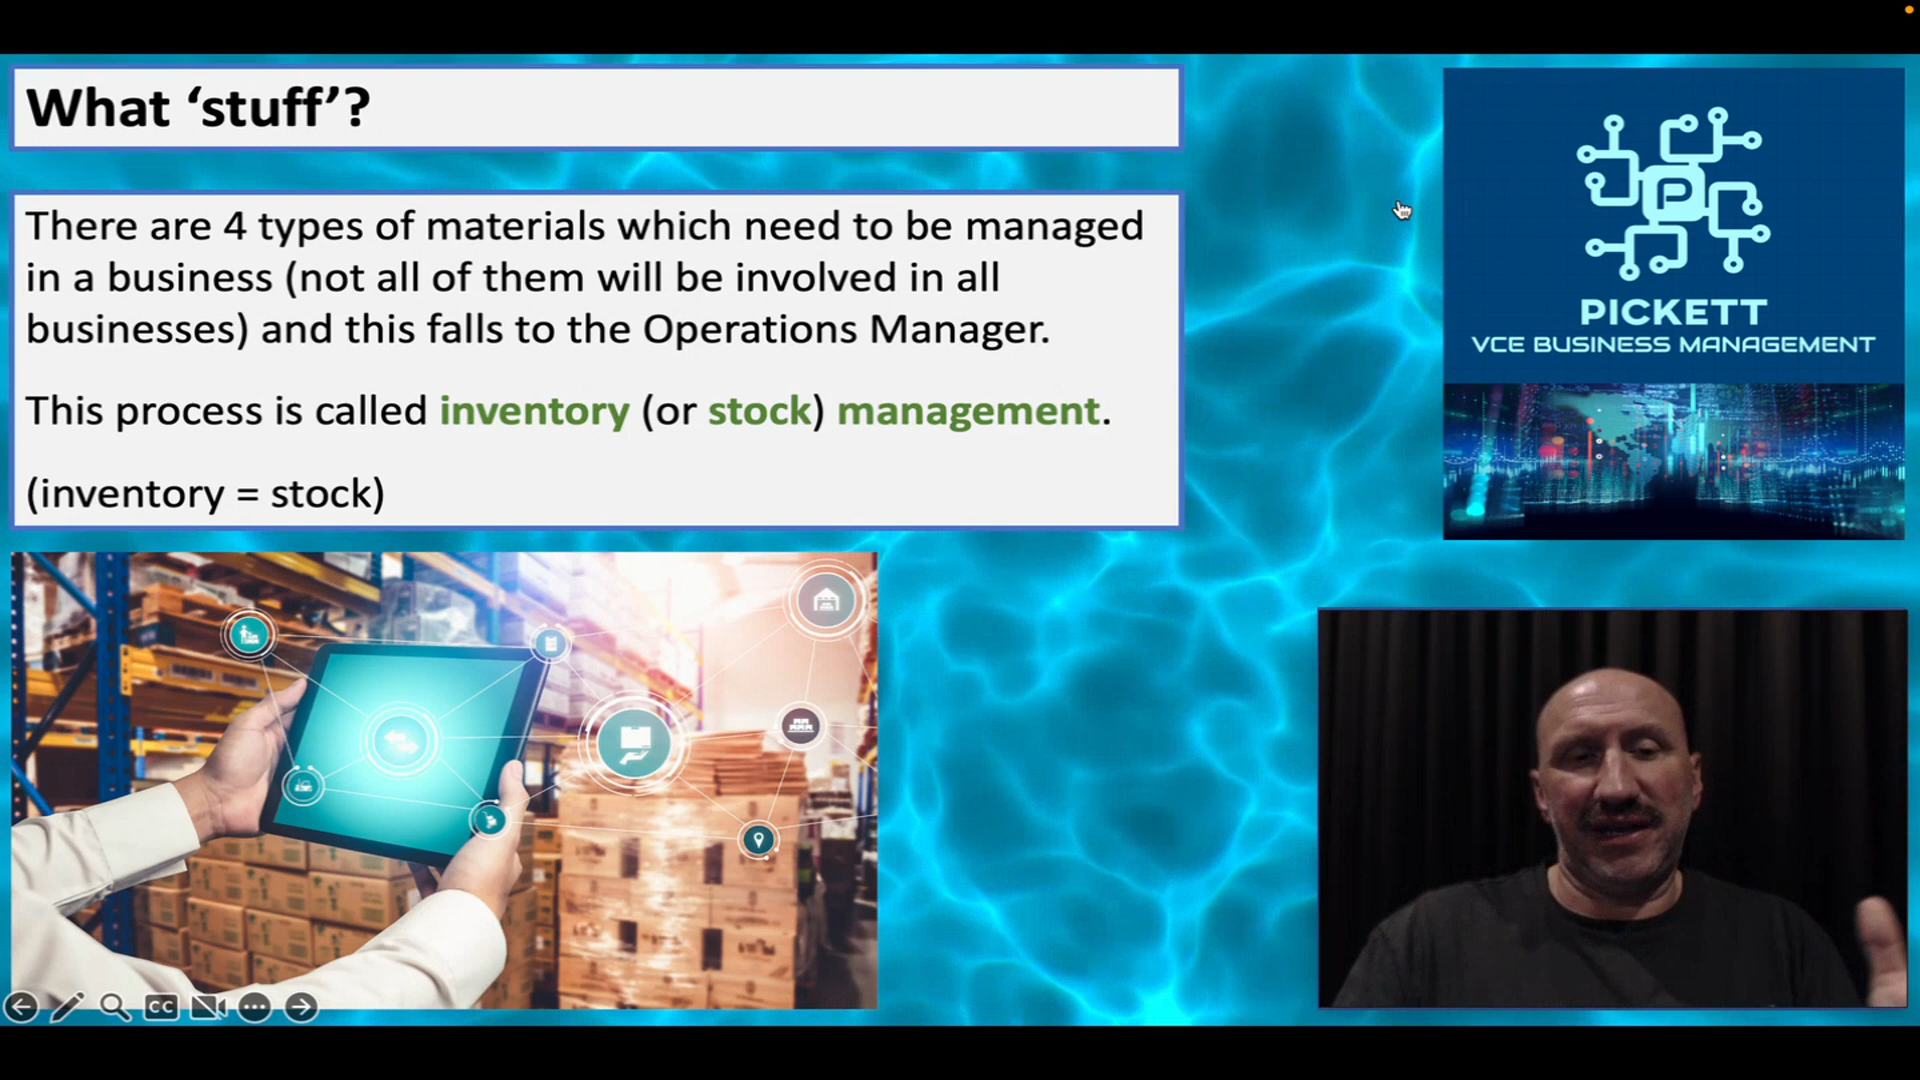 What ‘stuff’?
There are 4 types of materials which need to be managed
in a business (not all of them will be involved in all
businesses) and this falls to the Operations Manager.
This process is called inventory (or stock) management.
(inventory = stock)
P
PICKETT
VCE BUSINESS MANAGEMENT
CC